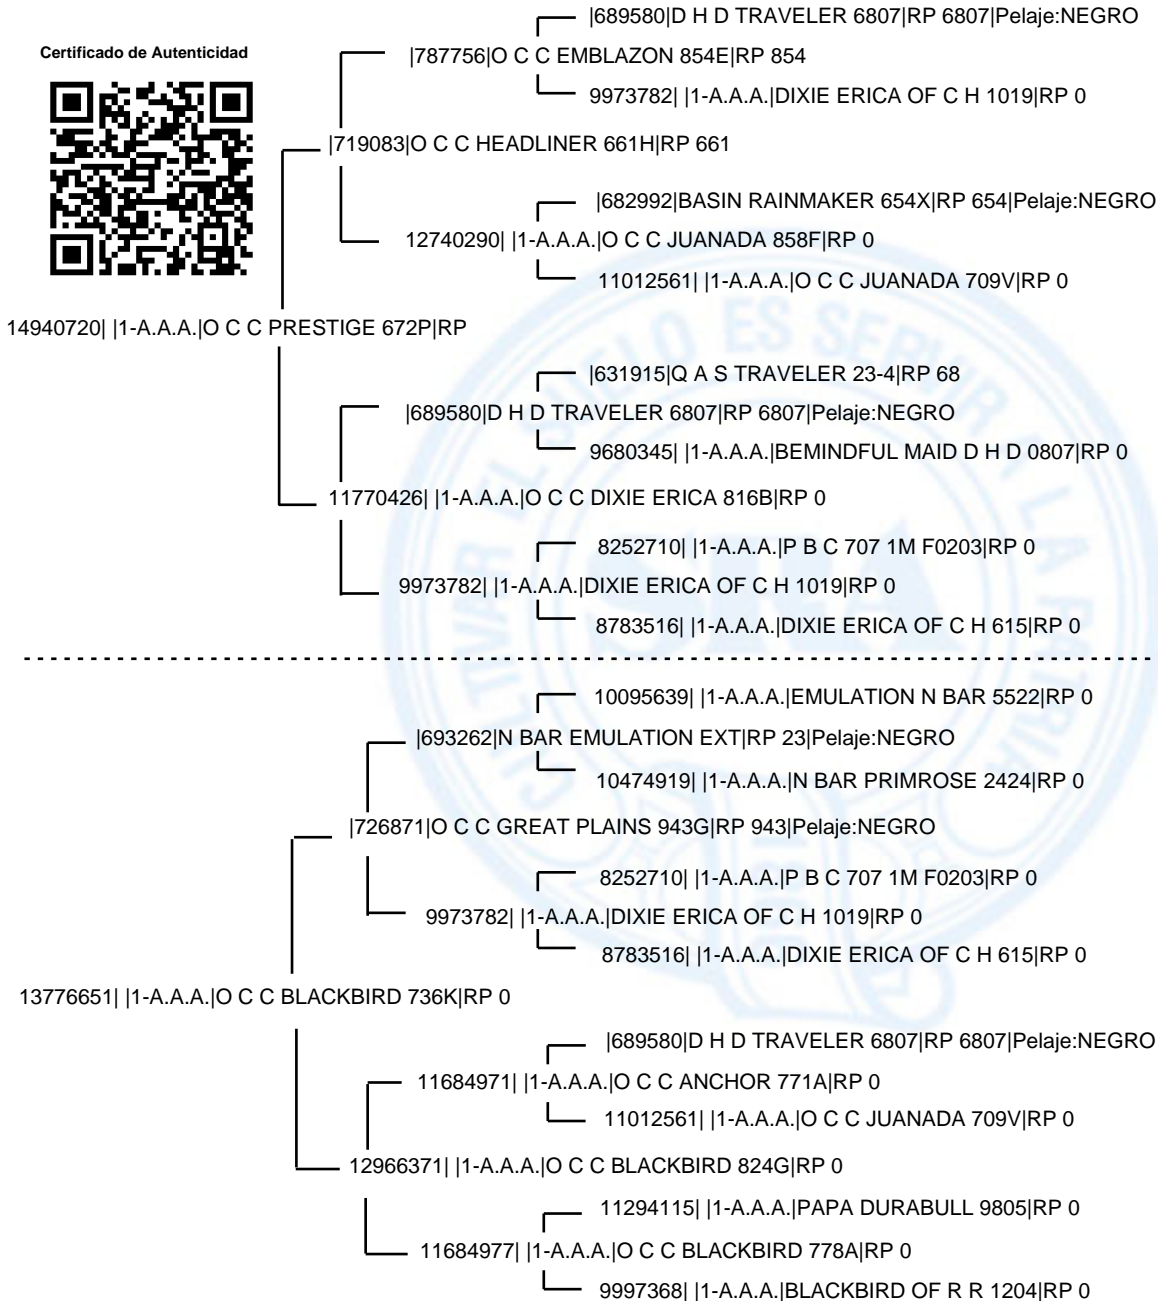 |689580|D H D TRAVELER 6807|RP 6807|Pelaje:NEGRO
Certificado de Autenticidad
|787756|O C C EMBLAZON 854E|RP 854
9973782| |1-A.A.A.|DIXIE ERICA OF C H 1019|RP 0
|719083|O C C HEADLINER 661H|RP 661
|682992|BASIN RAINMAKER 654X|RP 654|Pelaje:NEGRO
12740290| |1-A.A.A.|O C C JUANADA 858F|RP 0
11012561| |1-A.A.A.|O C C JUANADA 709V|RP 0
14940720| |1-A.A.A.|O C C PRESTIGE 672P|RP
|631915|Q A S TRAVELER 23-4|RP 68
|689580|D H D TRAVELER 6807|RP 6807|Pelaje:NEGRO
9680345| |1-A.A.A.|BEMINDFUL MAID D H D 0807|RP 0
11770426| |1-A.A.A.|O C C DIXIE ERICA 816B|RP 0
8252710| |1-A.A.A.|P B C 707 1M F0203|RP 0
9973782| |1-A.A.A.|DIXIE ERICA OF C H 1019|RP 0
8783516| |1-A.A.A.|DIXIE ERICA OF C H 615|RP 0
10095639| |1-A.A.A.|EMULATION N BAR 5522|RP 0
|693262|N BAR EMULATION EXT|RP 23|Pelaje:NEGRO
10474919| |1-A.A.A.|N BAR PRIMROSE 2424|RP 0
|726871|O C C GREAT PLAINS 943G|RP 943|Pelaje:NEGRO
8252710| |1-A.A.A.|P B C 707 1M F0203|RP 0
9973782| |1-A.A.A.|DIXIE ERICA OF C H 1019|RP 0
8783516| |1-A.A.A.|DIXIE ERICA OF C H 615|RP 0
13776651| |1-A.A.A.|O C C BLACKBIRD 736K|RP 0
|689580|D H D TRAVELER 6807|RP 6807|Pelaje:NEGRO
11684971| |1-A.A.A.|O C C ANCHOR 771A|RP 0
11012561| |1-A.A.A.|O C C JUANADA 709V|RP 0
12966371| |1-A.A.A.|O C C BLACKBIRD 824G|RP 0
11294115| |1-A.A.A.|PAPA DURABULL 9805|RP 0
11684977| |1-A.A.A.|O C C BLACKBIRD 778A|RP 0
9997368| |1-A.A.A.|BLACKBIRD OF R R 1204|RP 0
CULTIVAR EL SUELO ES SERVIR A LA PATRIA